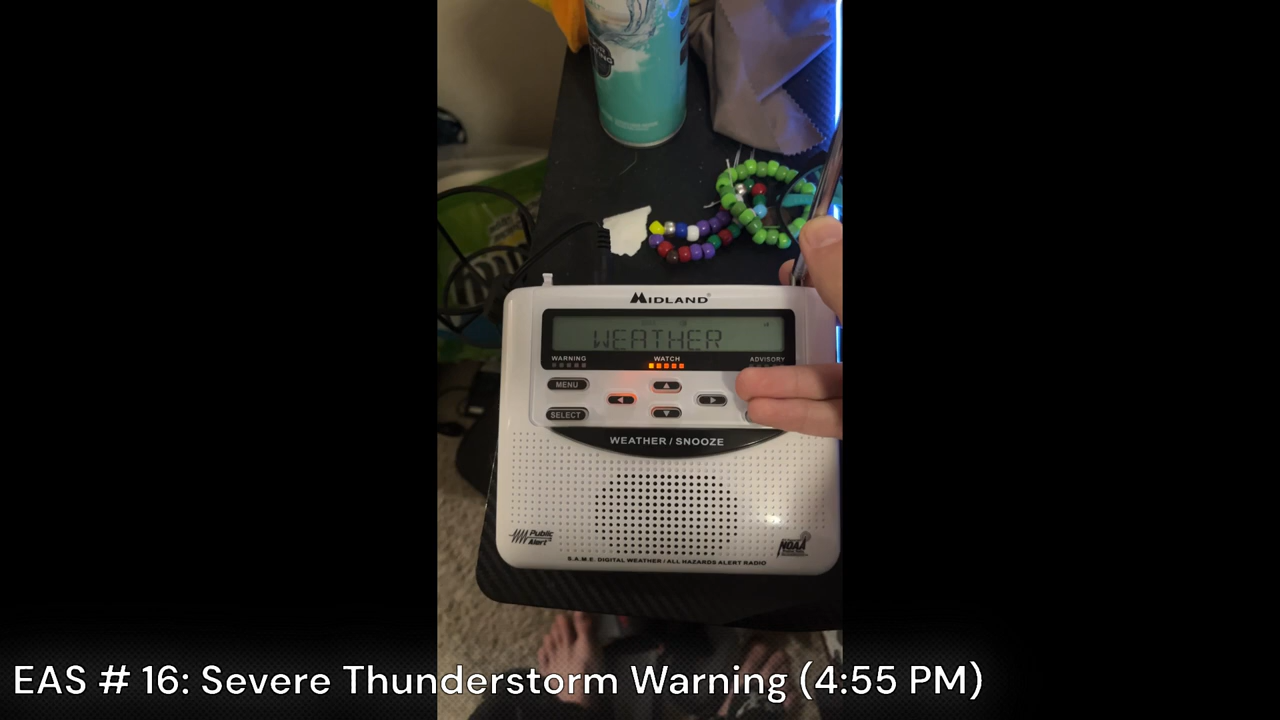 MIDLAND
WEATHER
WARNING
WATCH
ADVISORY
MENU
SELECT
WEATHER / SNOOZE
Public
Alert
NOAA
S.A.M.E. DIGITAL WEATHER / ALL HAZARDS ALERT RADIO
EAS # 16: Severe Thunderstorm Warning (4:55 PM)